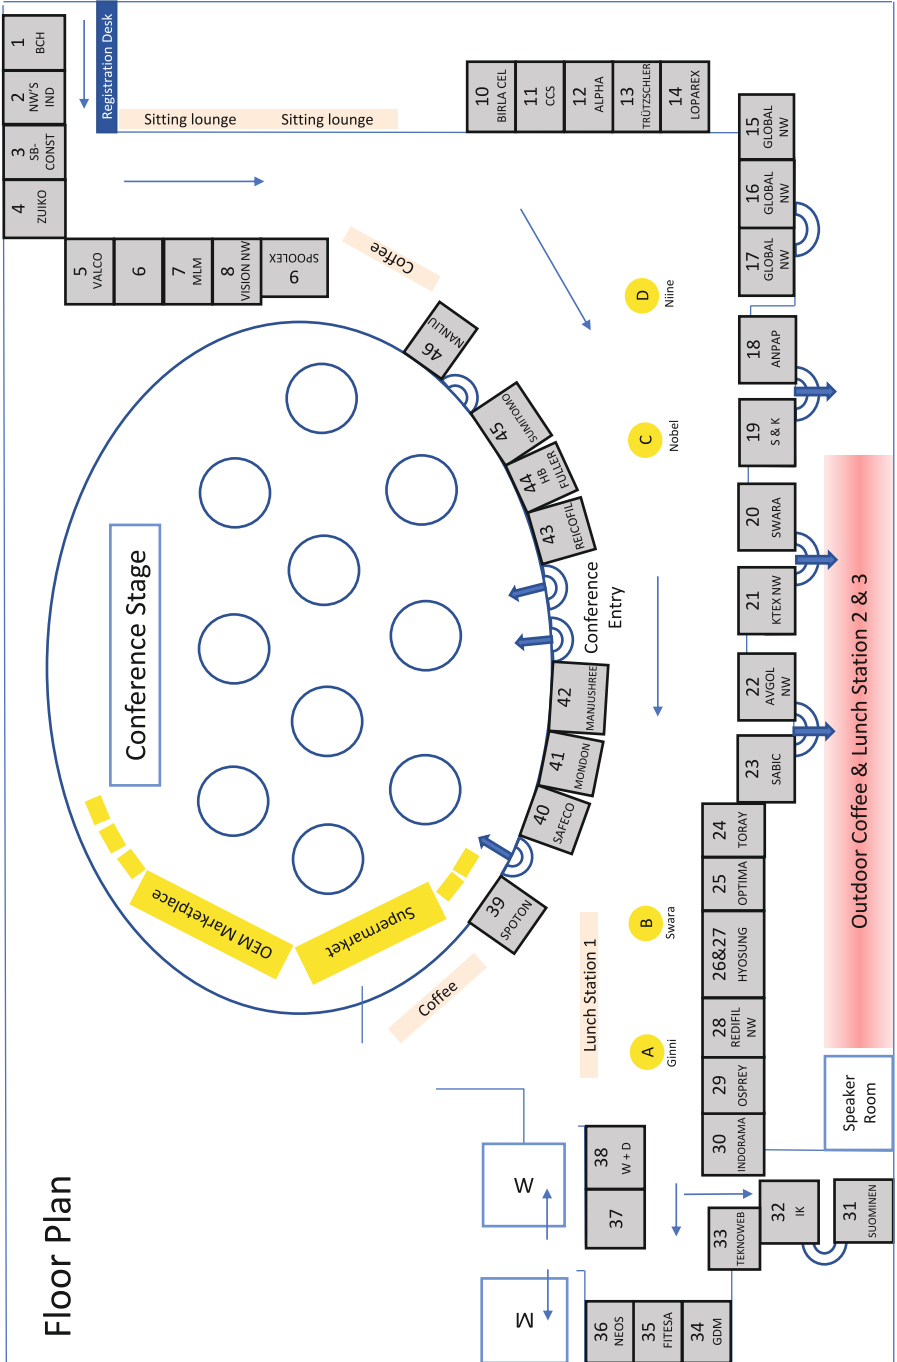 Floor Plan
1
BCH
2
NW'S
IND
3
SB-
CONST
4
ZUIKO
Registration Desk
Sitting lounge
Sitting lounge
5
VALCO
6
7
MLM
8
VISION NW
9
SPOOLEX
10
BIRLA CEL
11
CCS
12
ALPHA
13
TRÜTZSCHLER
14
LOPAREX
15
GLOBAL
NW
16
GLOBAL
NW
17
GLOBAL
NW
18
ANPAP
19
S & K
20
SWARA
21
KTEX NW
22
AVGOL
NW
23
SABIC
24
TORAY
25
OPTIMA
26&27
HYOSUNG
28
REDIFIL
NW
29
OSPREY
30
INDORAMA
31
SUOMINEN
32
IK
33
TEKNOWEB
34
GDM
35
FITESA
36
NEOS
37
38
W + D
39
SPOTON
40
SAFECO
41
MONDON
42
MANJUSHREE
43
REICOFIL
44
HB
FULLER
45
SUMITOMO
46
NANLIU
Coffee
Conference Stage
Conference
Entry
OEM Marketplace
Supermarket
Coffee
Lunch Station 1
A
Ginni
B
Swara
C
Nobel
D
Niine
Outdoor Coffee & Lunch Station 2 & 3
Speaker
Room
W
M